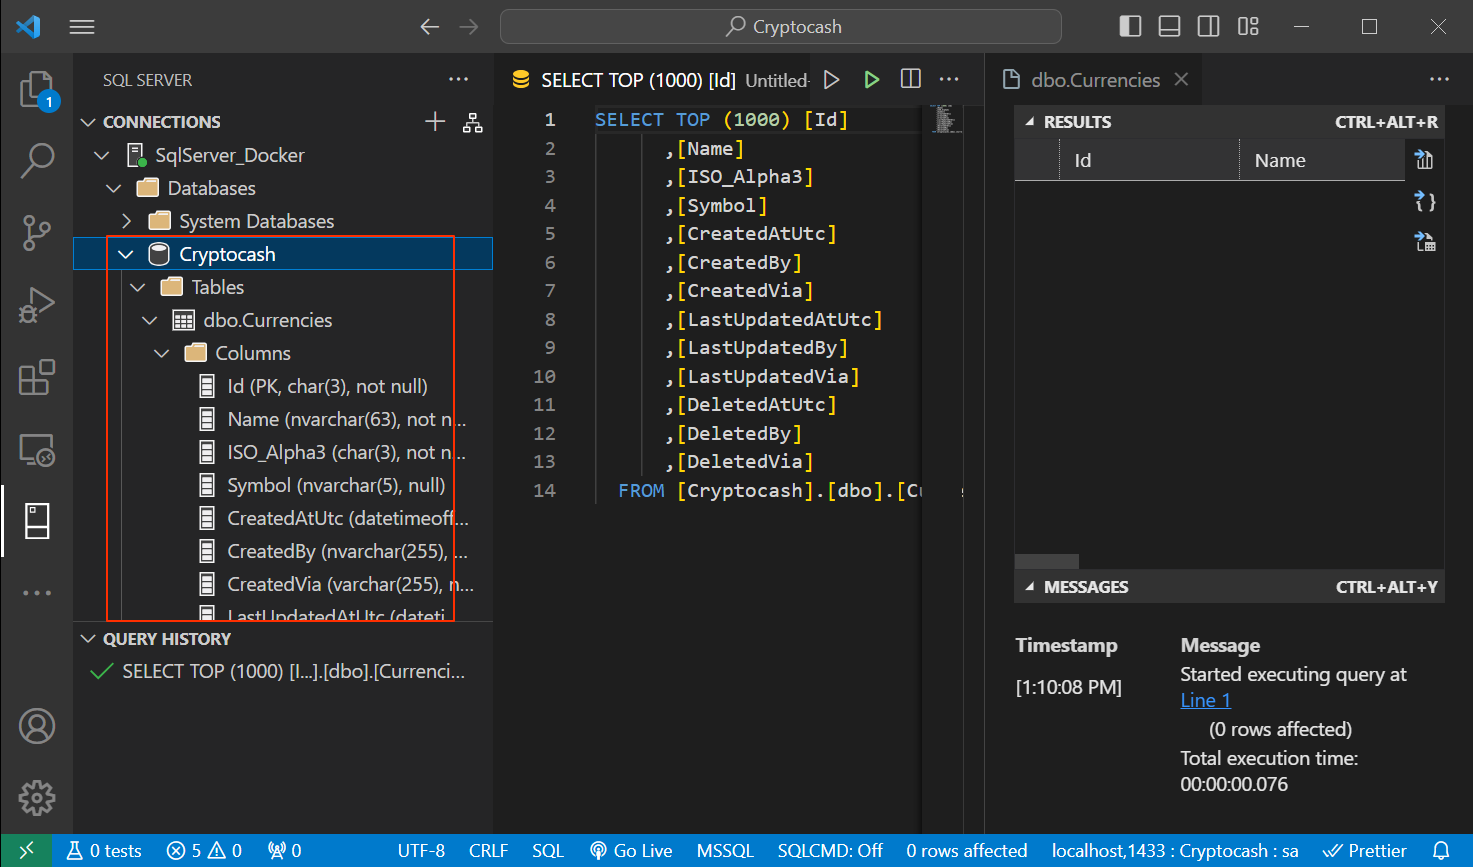 Cryptocash
SQL SERVER
1
CONNECTIONS
SqlServer_Docker
Databases
System Databases
Cryptocash
Tables
dbo.Currencies
Columns
Id (PK, char(3), not null)
Name (nvarchar(63), not n...
ISO_Alpha3 (char(3), not n...
Symbol (nvarchar(5), null)
CreatedAtUtc (datetimeoff...
CreatedBy (nvarchar(255), ...
CreatedVia (varchar(255), n...
LastUpdatedAtUtc (dateti...
QUERY HISTORY
SELECT TOP (1000) [I...].[dbo].[Currenci...
SELECT TOP (1000) [Id] Untitled-
1 SELECT TOP (1000) [Id]
2 ,[Name]
3 ,[ISO_Alpha3]
4 ,[Symbol]
5 ,[CreatedAtUtc]
6 ,[CreatedBy]
7 ,[CreatedVia]
8 ,[LastUpdatedAtUtc]
9 ,[LastUpdatedBy]
10 ,[LastUpdatedVia]
11 ,[DeletedAtUtc]
12 ,[DeletedBy]
13 ,[DeletedVia]
14 FROM [Cryptocash].[dbo].[Cu
dbo.Currencies
RESULTS CTRL+ALT+R
Id Name
MESSAGES CTRL+ALT+Y
Timestamp Message
[1:10:08 PM] Started executing query at
Line 1
(0 rows affected)
Total execution time:
00:00:00.076
0 tests 5 0 0 UTF-8 CRLF SQL Go Live MSSQL SQLCMD: Off 0 rows affected localhost,1433 : Cryptocash : sa Prettier